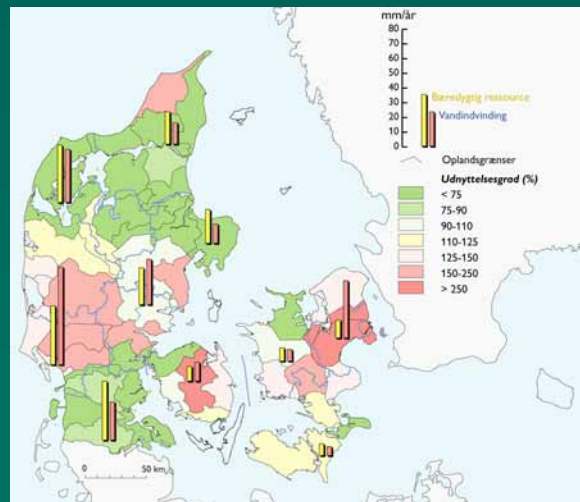 mm/år
80
70
60
50
40
30
20
10
0
Bæredygtig ressource
Vandindvinding
Oplandsgrænser
Udnyttelsesgrad (%)
< 75
75-90
90-110
110-125
125-150
150-250
> 250
0 50 km